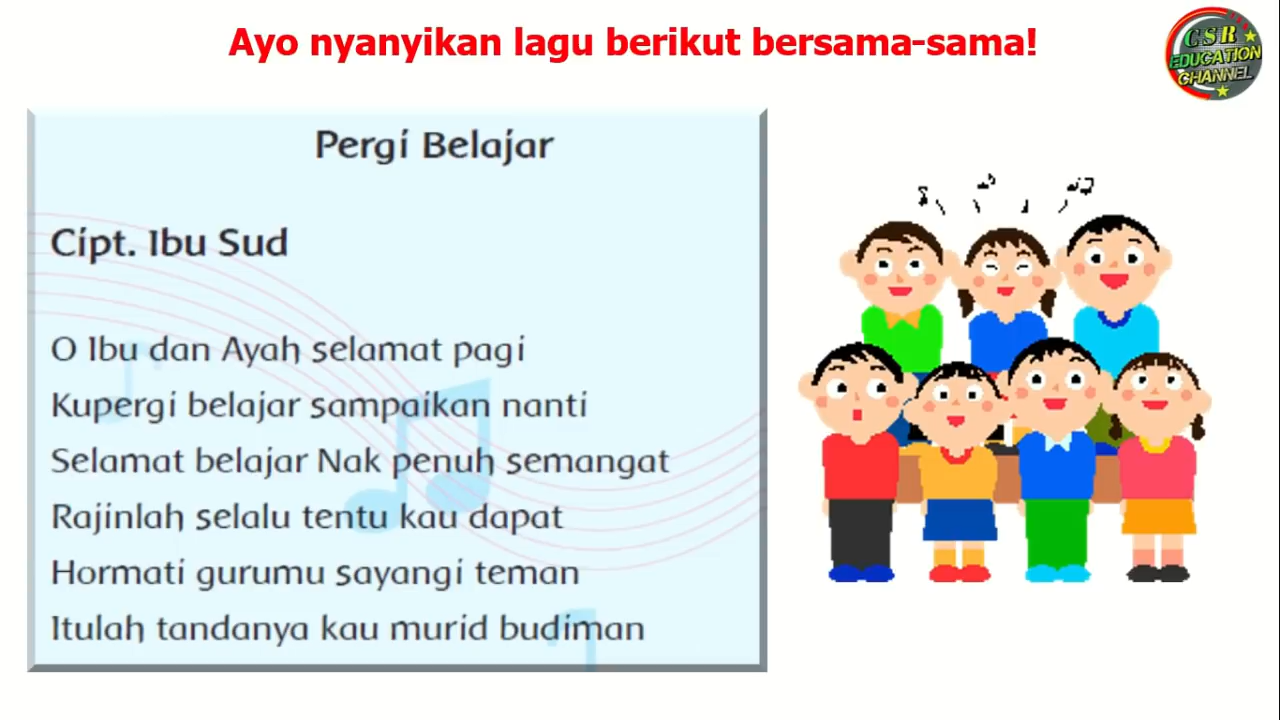 Ayo nyanyikan lagu berikut bersama-sama!
CSR
EDUCATION
CHANNEL
Pergi Belajar
Cipt. Ibu Sud
O Ibu dan Ayah selamat pagi
Kupergi belajar sampaikan nanti
Selamat belajar Nak penuh semangat
Rajinlah selalu tentu kau dapat
Hormati gurumu sayangi teman
Itulah tandanya kau murid budiman